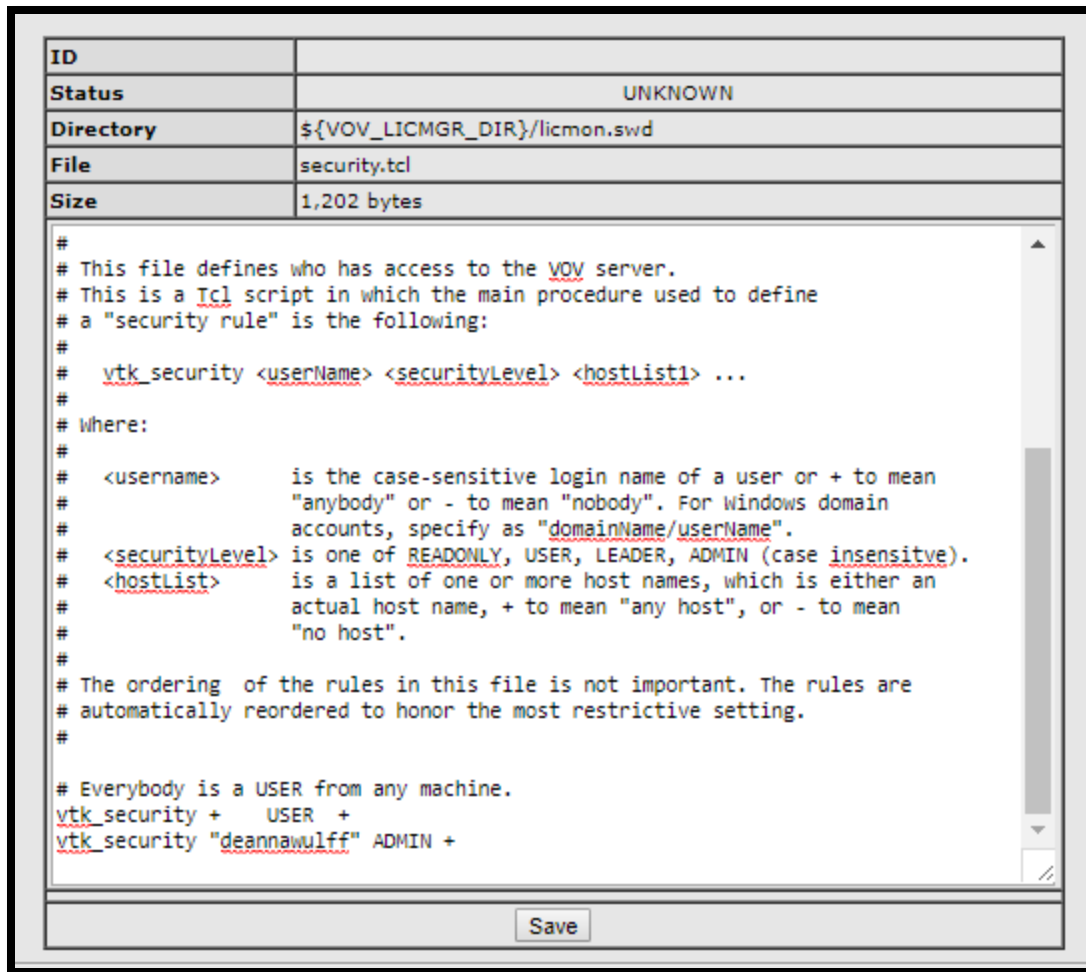 ID
Status UNKNOWN
Directory ${VOV_LICMGR_DIR}/licmon.swd
File security.tcl
Size 1,202 bytes
#
# This file defines who has access to the VOV server.
# This is a Tcl script in which the main procedure used to define
# a "security rule" is the following:
#
#   vtk_security <userName> <securityLevel> <hostList1> ...
#
# Where:
#
#   <username>      is the case-sensitive login name of a user or + to mean
#                   "anybody" or - to mean "nobody". For Windows domain
#                   accounts, specify as "domainName/userName".
#   <securityLevel> is one of READONLY, USER, LEADER, ADMIN (case insensitve).
#   <hostList>      is a list of one or more host names, which is either an
#                   actual host name, + to mean "any host", or - to mean
#                   "no host".
#
# The ordering  of the rules in this file is not important. The rules are
# automatically reordered to honor the most restrictive setting.
#

# Everybody is a USER from any machine.
vtk_security +    USER  +
vtk_security "deannawulff" ADMIN +
Save